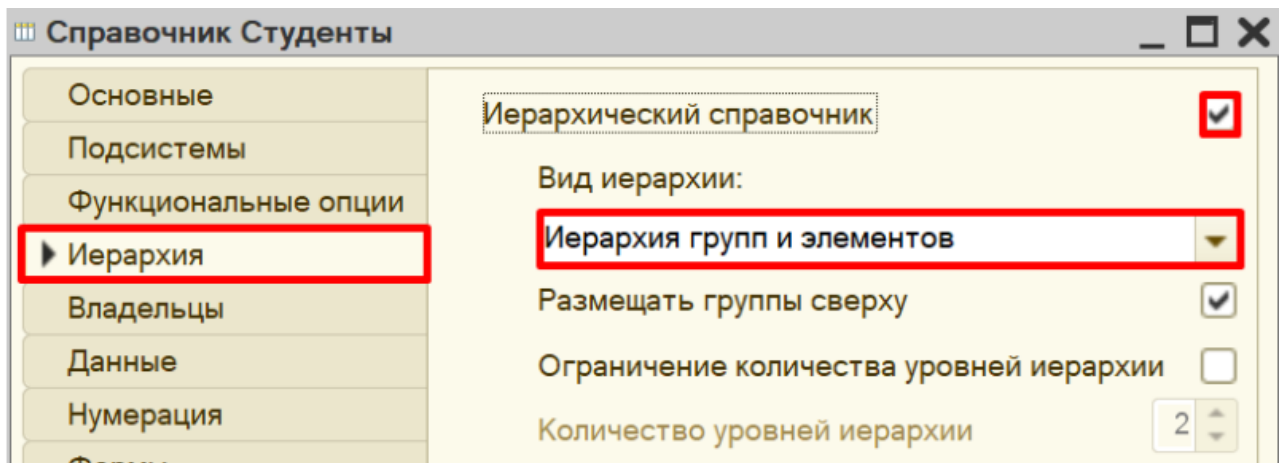 Справочник Студенты
Основные
Подсистемы
Функциональные опции
Иерархия
Владельцы
Данные
Нумерация
Иерархический справочник
Вид иерархии:
Иерархия групп и элементов
Размещать группы сверху
Ограничение количества уровней иерархии
Количество уровней иерархии 2